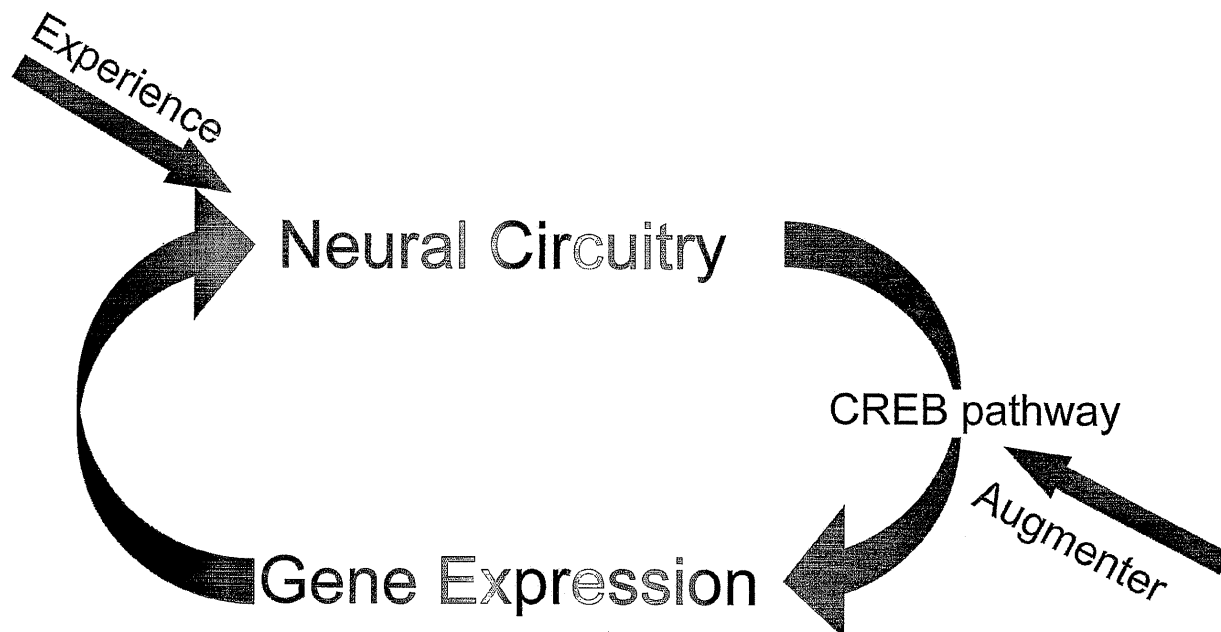 Experience
Neural Circuitry
CREB pathway
Augmenter
Gene Expression